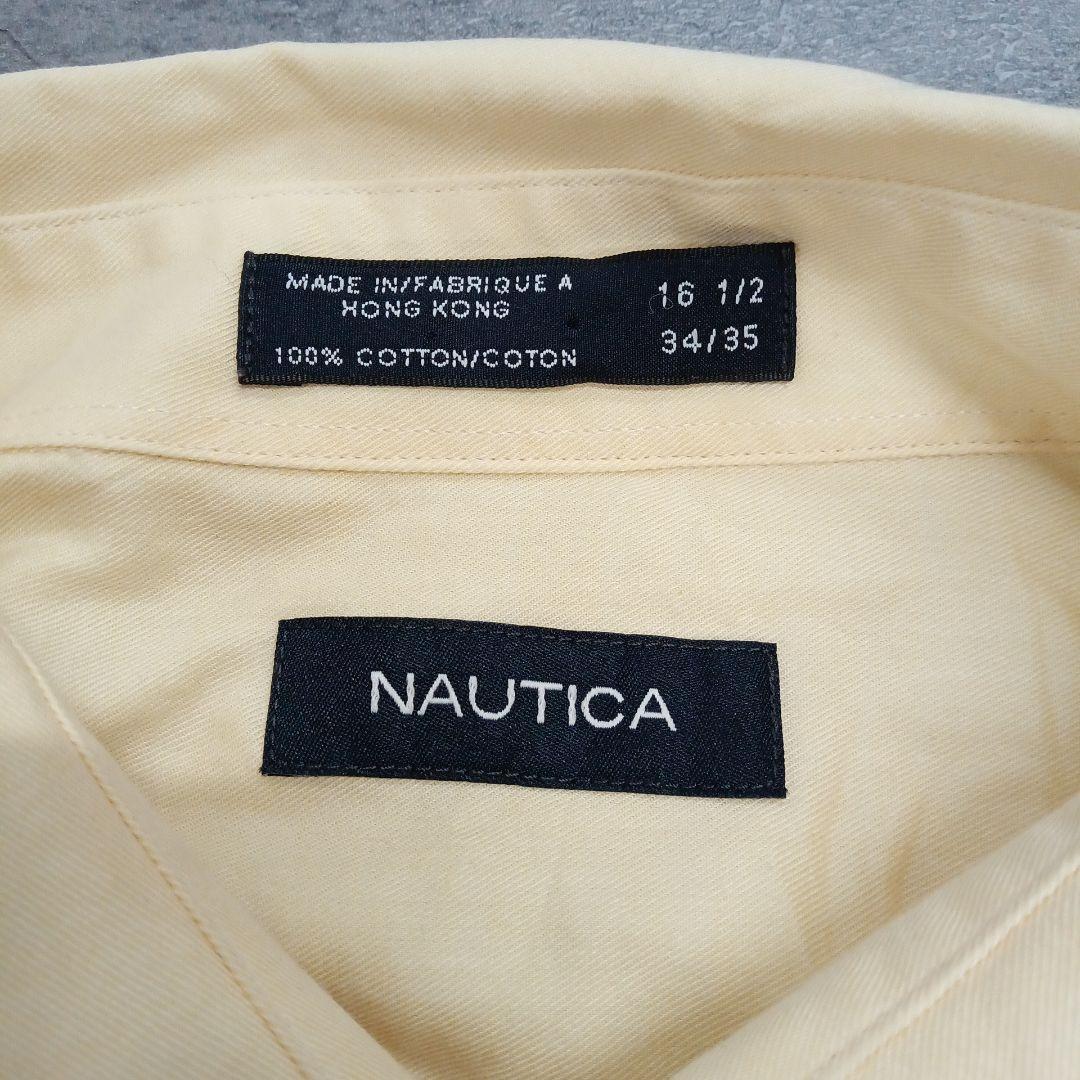 MADE IN/FABRIQUE A
HONG KONG
100% COTTON/COTON
16 1/2
34/35
NAUTICA